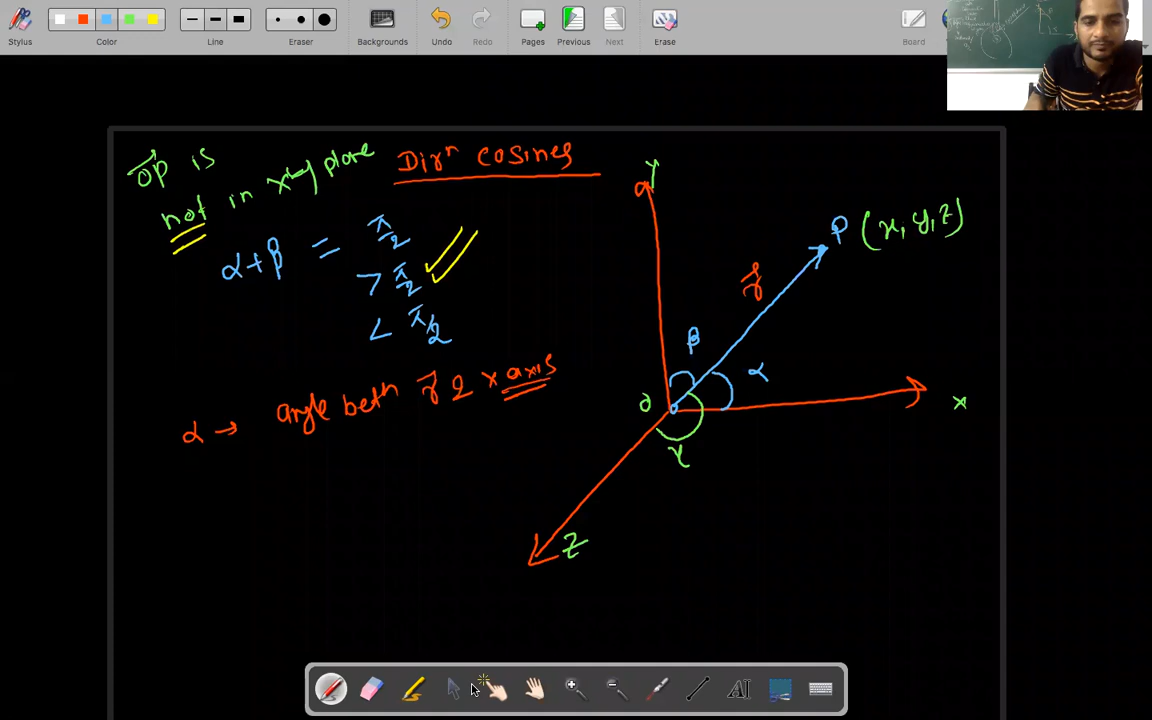 Stylus
Color
Line
Eraser
Backgrounds
Undo
Redo
Pages
Previous
Next
Erase
Board
OP is
not in x-y plane
Dirⁿ cosines
α+β = π/2
> π/2
< π/2
α → angle betn r & x axis
Y
P (x, y, z)
r
β
α
O
x
γ
Z